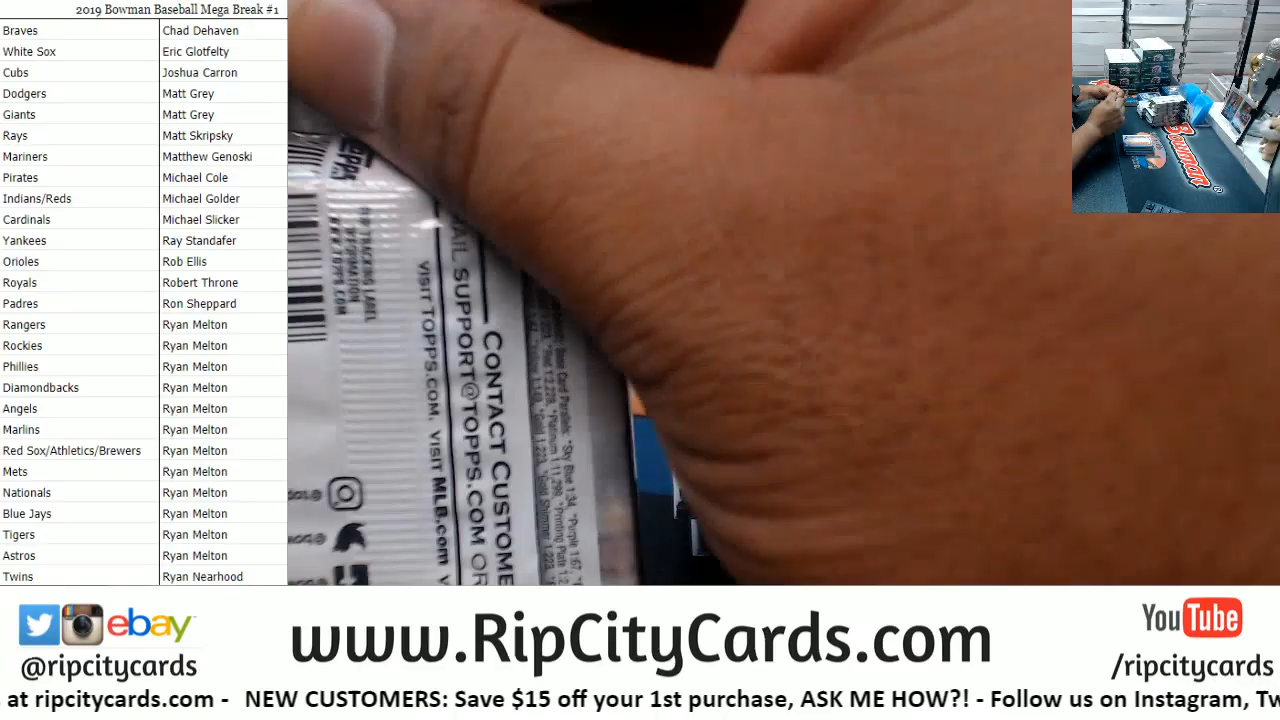 2019 Bowman Baseball Mega Break #1
Braves Chad Dehaven
White Sox Eric Glotfelty
Cubs Joshua Carron
Dodgers Matt Grey
Giants Matt Grey
Rays Matt Skripsky
Mariners Matthew Genoski
Pirates Michael Cole
Indians/Reds Michael Golder
Cardinals Michael Slicker
Yankees Ray Standafer
Orioles Rob Ellis
Royals Robert Throne
Padres Ron Sheppard
Rangers Ryan Melton
Rockies Ryan Melton
Phillies Ryan Melton
Diamondbacks Ryan Melton
Angels Ryan Melton
Marlins Ryan Melton
Red Sox/Athletics/Brewers Ryan Melton
Mets Ryan Melton
Nationals Ryan Melton
Blue Jays Ryan Melton
Tigers Ryan Melton
Astros Ryan Melton
Twins Ryan Nearhood
CONTACT CUSTOME
SUPPORT@TOPPS.COM OR
VISIT TOPPS.COM. VISIT MLB.com
INFORMATION
Bowman
ebay
@ripcitycards
www.RipCityCards.com
YouTube
/ripcitycards
at ripcitycards.com - NEW CUSTOMERS: Save $15 off your 1st purchase, ASK ME HOW?! - Follow us on Instagram, Tw